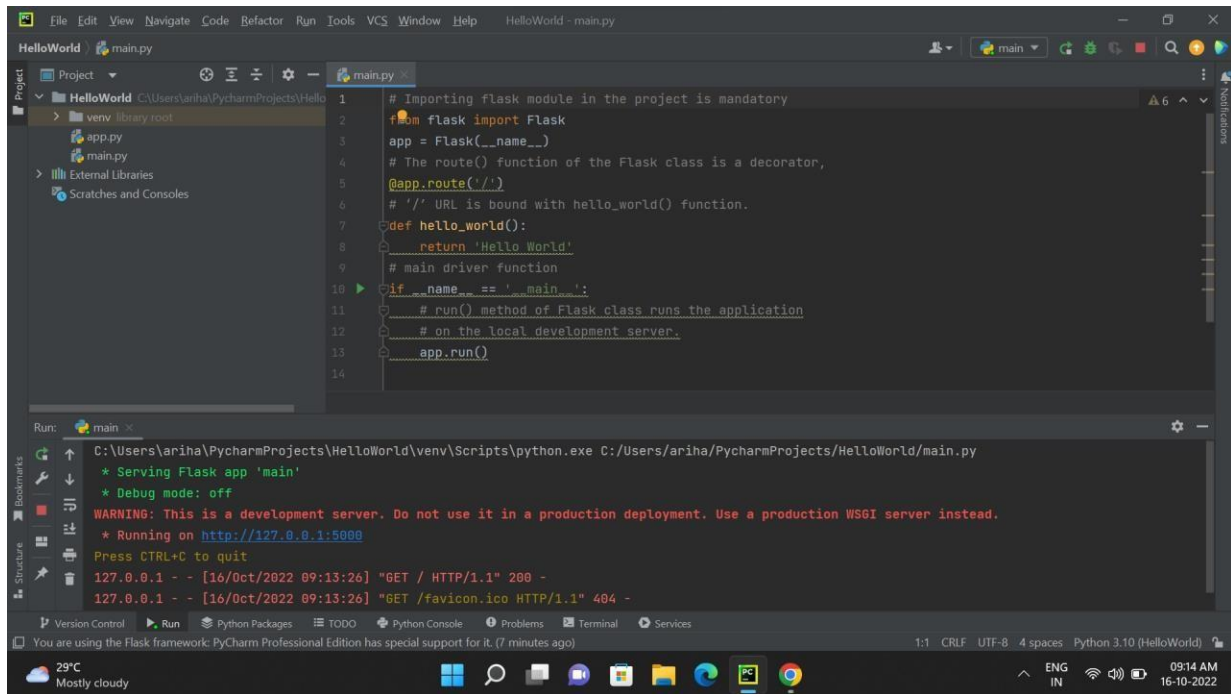 PC File Edit View Navigate Code Refactor Run Tools VCS Window Help HelloWorld - main.py
HelloWorld main.py main
Project main.py
HelloWorld C:\Users\ariha\PycharmProjects\Hello
venv library root
app.py
main.py
External Libraries
Scratches and Consoles
Project
Notifications
6
1 # Importing flask module in the project is mandatory
2 from flask import Flask
3 app = Flask(__name__)
4 # The route() function of the Flask class is a decorator,
5 @app.route('/')
6 # '/' URL is bound with hello_world() function.
7 def hello_world():
8 return 'Hello World'
9 # main driver function
10 if __name__ == '__main__':
11 # run() method of Flask class runs the application
12 # on the local development server.
13 app.run()
14
Run: main
C:\Users\ariha\PycharmProjects\HelloWorld\venv\Scripts\python.exe C:/Users/ariha/PycharmProjects/HelloWorld/main.py
* Serving Flask app 'main'
* Debug mode: off
WARNING: This is a development server. Do not use it in a production deployment. Use a production WSGI server instead.
* Running on http://127.0.0.1:5000
Press CTRL+C to quit
127.0.0.1 - - [16/Oct/2022 09:13:26] "GET / HTTP/1.1" 200 -
127.0.0.1 - - [16/Oct/2022 09:13:26] "GET /favicon.ico HTTP/1.1" 404 -
Bookmarks
Structure
Version Control Run Python Packages TODO Python Console Problems Terminal Services
You are using the Flask framework: PyCharm Professional Edition has special support for it. (7 minutes ago) 1:1 CRLF UTF-8 4 spaces Python 3.10 (HelloWorld)
29°C
Mostly cloudy
PC
ENG
IN
09:14 AM
16-10-2022